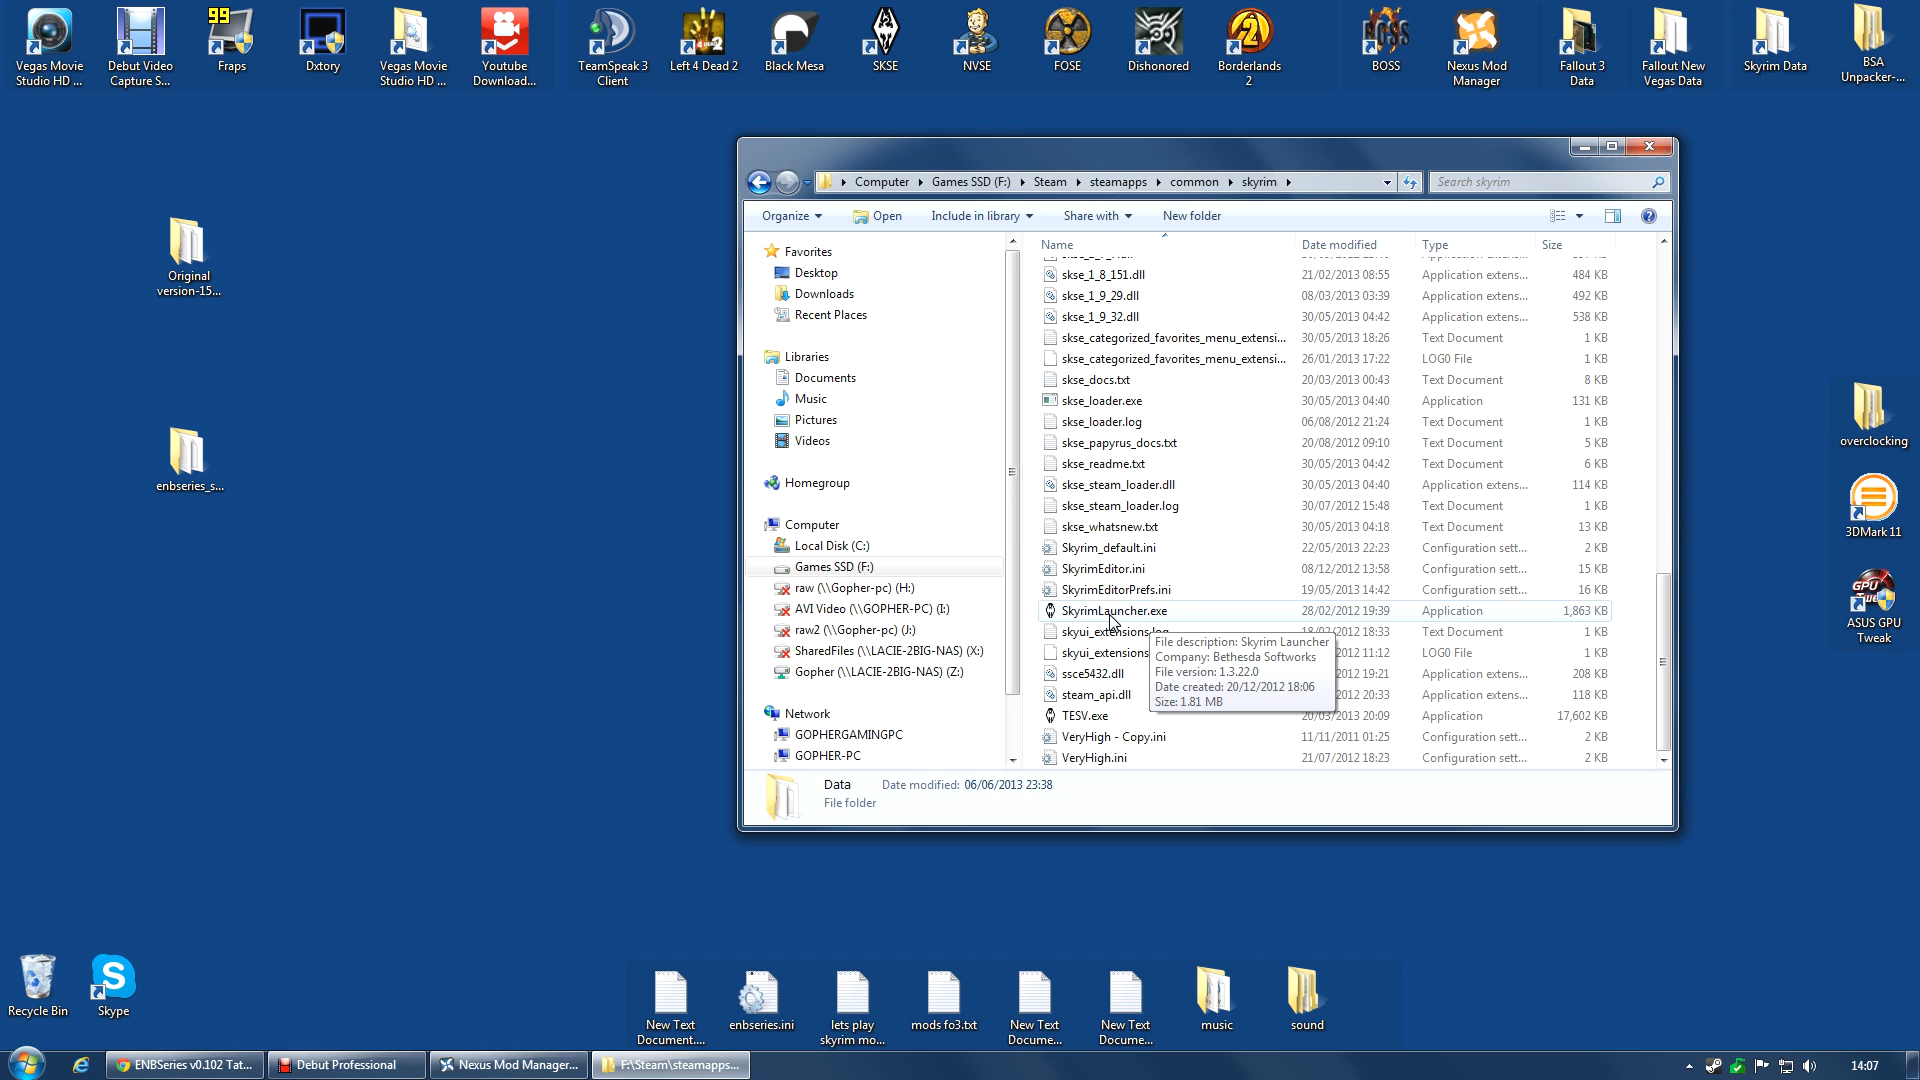 Vegas Movie
Studio HD ...
Debut Video
Capture S...
99
Fraps
Dxtory
Vegas Movie
Studio HD ...
Youtube
Download...
TeamSpeak 3
Client
Left 4 Dead 2
Black Mesa
SKSE
NVSE
FOSE
Dishonored
Borderlands
2
BOSS
Nexus Mod
Manager
Fallout 3
Data
Fallout New
Vegas Data
Skyrim Data
BSA
Unpacker-...
Original
version-15...
enbseries_s...
overclocking
3DMark 11
ASUS GPU
Tweak
Computer
Games SSD (F:)
Steam
steamapps
common
skyrim
Search skyrim
Organize
Open
Include in library
Share with
New folder
Favorites
Desktop
Downloads
Recent Places
Libraries
Documents
Music
Pictures
Videos
Homegroup
Computer
Local Disk (C:)
Games SSD (F:)
raw (\\Gopher-pc) (H:)
AVI Video (\\GOPHER-PC) (I:)
raw2 (\\Gopher-pc) (J:)
SharedFiles (\\LACIE-2BIG-NAS) (X:)
Gopher (\\LACIE-2BIG-NAS) (Z:)
Network
GOPHERGAMINGPC
GOPHER-PC
Name Date modified Type Size
skse_1_8_151.dll 21/02/2013 08:55 Application extens... 484 KB
skse_1_9_29.dll 08/03/2013 03:39 Application extens... 492 KB
skse_1_9_32.dll 30/05/2013 04:42 Application extens... 538 KB
skse_categorized_favorites_menu_extensi... 30/05/2013 18:26 Text Document 1 KB
skse_categorized_favorites_menu_extensi... 26/01/2013 17:22 LOG0 File 1 KB
skse_docs.txt 20/03/2013 00:43 Text Document 8 KB
skse_loader.exe 30/05/2013 04:40 Application 131 KB
skse_loader.log 06/08/2012 21:24 Text Document 1 KB
skse_papyrus_docs.txt 20/08/2012 09:10 Text Document 5 KB
skse_readme.txt 30/05/2013 04:42 Text Document 6 KB
skse_steam_loader.dll 30/05/2013 04:40 Application extens... 114 KB
skse_steam_loader.log 30/07/2012 15:48 Text Document 1 KB
skse_whatsnew.txt 30/05/2013 04:18 Text Document 13 KB
Skyrim_default.ini 22/05/2013 22:23 Configuration sett... 2 KB
SkyrimEditor.ini 08/12/2012 13:58 Configuration sett... 15 KB
SkyrimEditorPrefs.ini 19/05/2013 14:42 Configuration sett... 16 KB
SkyrimLauncher.exe 28/02/2012 19:39 Application 1,863 KB
skyui_extensions.log 18/02/2012 18:33 Text Document 1 KB
skyui_extensions 2012 11:12 LOG0 File 1 KB
ssce5432.dll 2012 19:21 Application extens... 208 KB
steam_api.dll 2012 20:33 Application extens... 118 KB
TESV.exe 20/03/2013 20:09 Application 17,602 KB
VeryHigh - Copy.ini 11/11/2011 01:25 Configuration sett... 2 KB
VeryHigh.ini 21/07/2012 18:23 Configuration sett... 2 KB
File description: Skyrim Launcher
Company: Bethesda Softworks
File version: 1.3.22.0
Date created: 20/12/2012 18:06
Size: 1.81 MB
Data Date modified: 06/06/2013 23:38
File folder
Recycle Bin
Skype
New Text
Document....
enbseries.ini
lets play
skyrim mo...
mods fo3.txt
New Text
Docume...
New Text
Docume...
music
sound
ENBSeries v0.102 Tat...
Debut Professional
Nexus Mod Manager...
F:\Steam\steamapps...
14:07